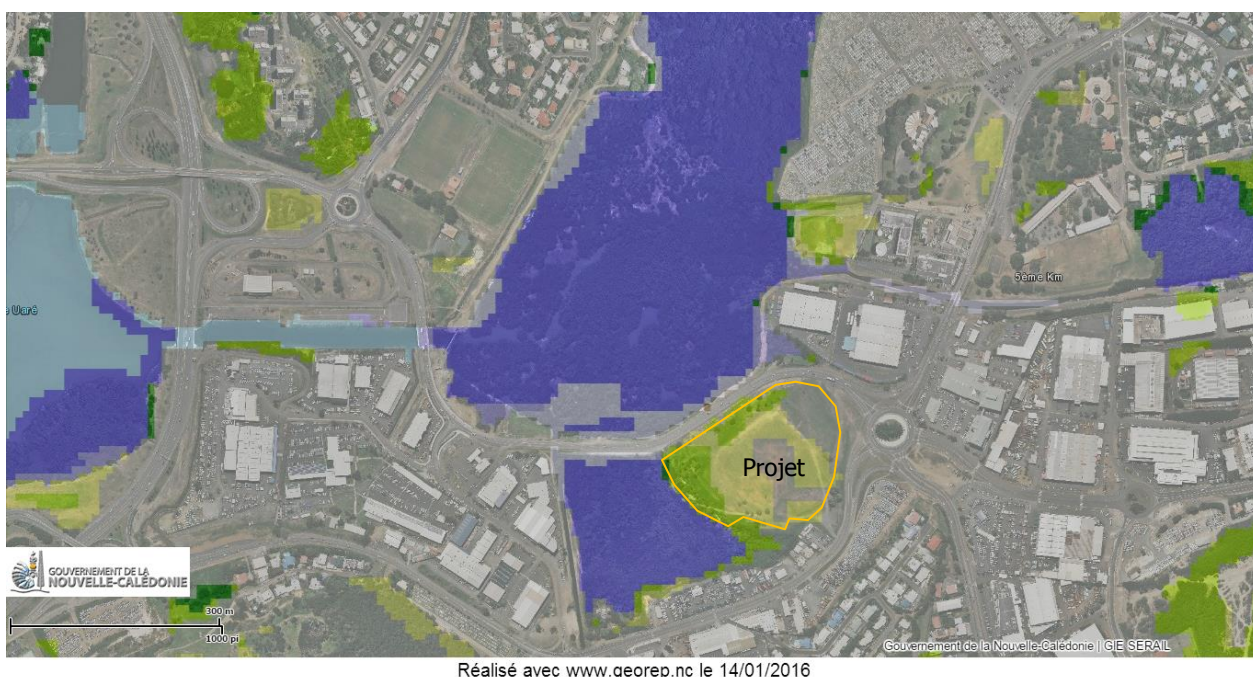 5ème Km
e Uaré
Projet
GOUVERNEMENT DE LA
NOUVELLE-CALÉDONIE
300 m
1000 pi
Gouvernement de la Nouvelle-Calédonie | GIE SERAIL
Réalisé avec www.georep.nc le 14/01/2016